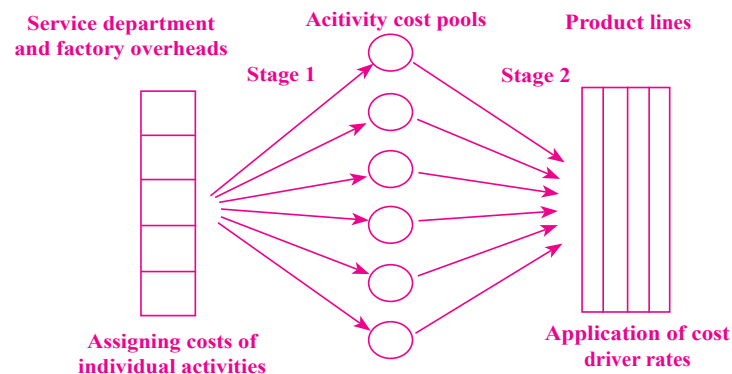 Service department
and factory overheads
Acitivity cost pools
Product lines
Stage 1
Stage 2
Assigning costs of
individual activities
Application of cost
driver rates